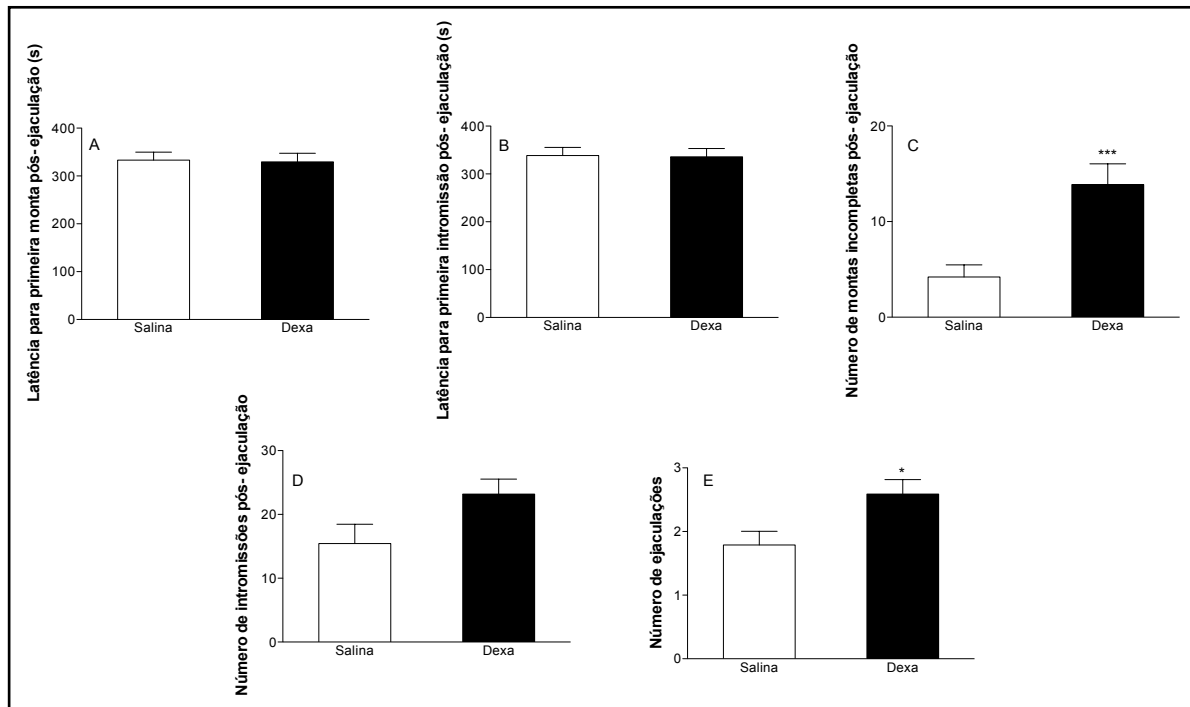 Latência para primeira monta pós- ejaculação (s)
A
400
300
200
100
0
Salina
Dexa
Latência para primeira intromissão pós- ejaculação (s)
B
400
300
200
100
0
Salina
Dexa
Número de montas incompletas pós- ejaculação
C
20
10
0
***
Salina
Dexa
Número de intromissões pós- ejaculação
D
30
20
10
0
Salina
Dexa
Número de ejaculações
E
3
2
1
0
*
Salina
Dexa